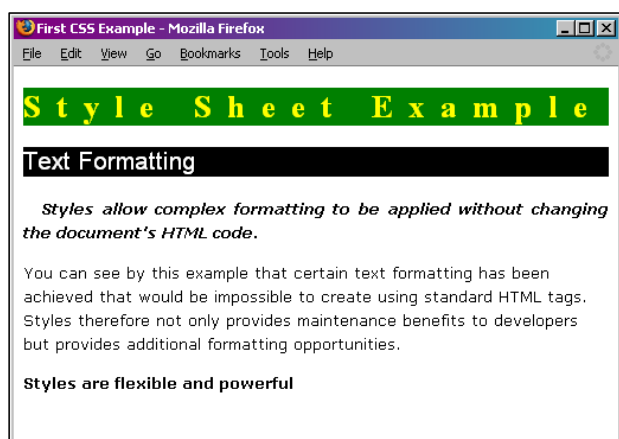 First CSS Example - Mozilla Firefox
File Edit View Go Bookmarks Tools Help
Style Sheet Example
Text Formatting
Styles allow complex formatting to be applied without changing
the document's HTML code.
You can see by this example that certain text formatting has been
achieved that would be impossible to create using standard HTML tags.
Styles therefore not only provides maintenance benefits to developers
but provides additional formatting opportunities.
Styles are flexible and powerful